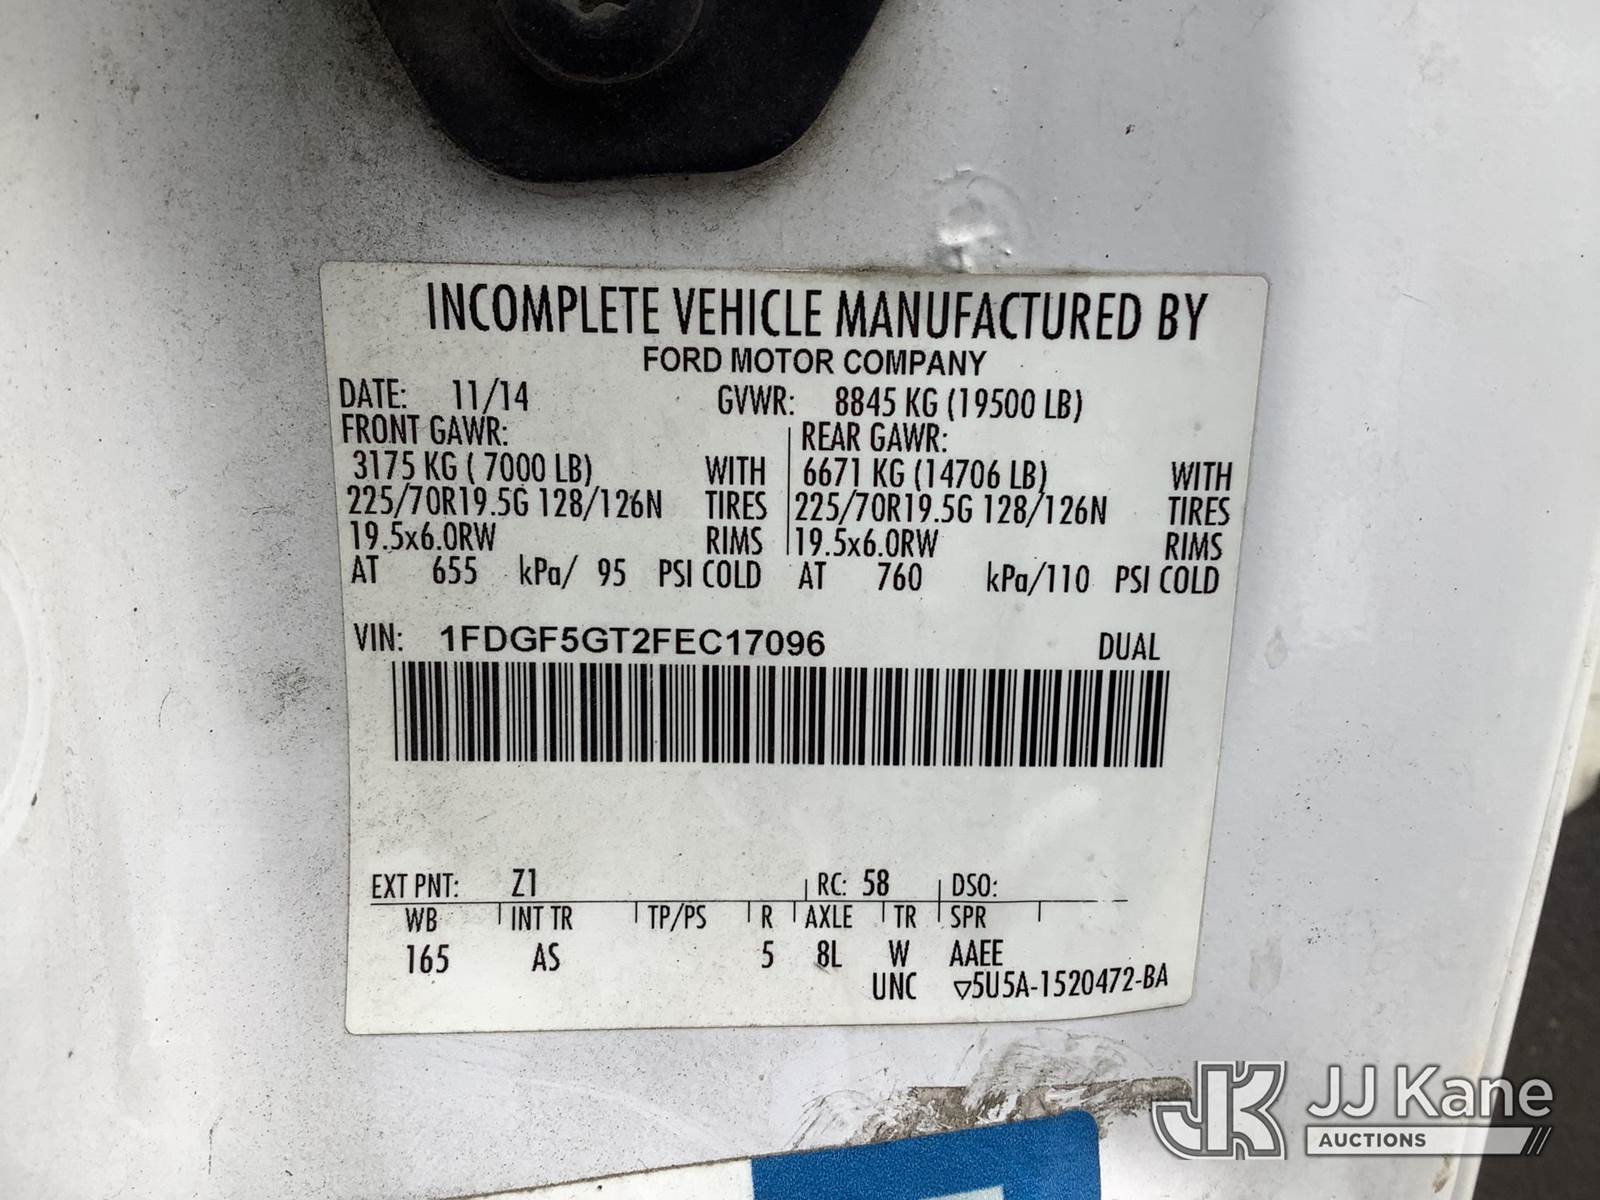 INCOMPLETE VEHICLE MANUFACTURED BY
FORD MOTOR COMPANY
DATE: 11/14 GVWR: 8845 KG (19500 LB)
FRONT GAWR: REAR GAWR:
3175 KG ( 7000 LB) WITH 6671 KG (14706 LB) WITH
225/70R19.5G 128/126N TIRES 225/70R19.5G 128/126N TIRES
19.5x6.0RW RIMS 19.5x6.0RW RIMS
AT 655 kPa/ 95 PSI COLD AT 760 kPa/110 PSI COLD
VIN: 1FDGF5GT2FEC17096 DUAL
EXT PNT: Z1 RC: 58 DSO:
WB INT TR TP/PS R AXLE TR SPR
165 AS 5 8L W AAEE
UNC ▽5U5A-1520472-BA
JK JJ Kane
AUCTIONS